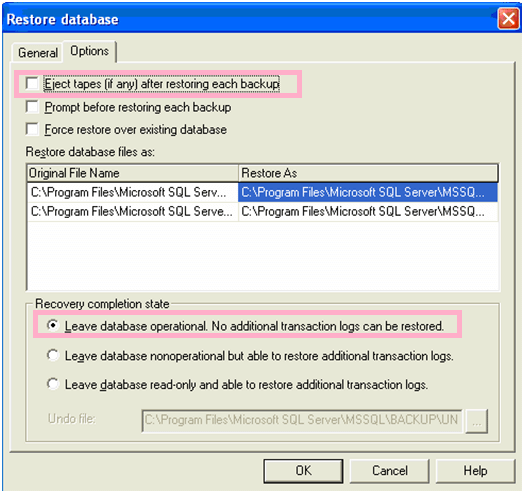 Restore database
General Options
Eject tapes (if any) after restoring each backup
Prompt before restoring each backup
Force restore over existing database
Restore database files as:
Original File Name Restore As
C:\Program Files\Microsoft SQL Serv... C:\Program Files\Microsoft SQL Server\MSSQ...
C:\Program Files\Microsoft SQL Serve... C:\Program Files\Microsoft SQL Server\MSSQ...
Recovery completion state
Leave database operational. No additional transaction logs can be restored.
Leave database nonoperational but able to restore additional transaction logs.
Leave database read-only and able to restore additional transaction logs.
Undo file: C:\Program Files\Microsoft SQL Server\MSSQL\BACKUP\UN ...
OK Cancel Help